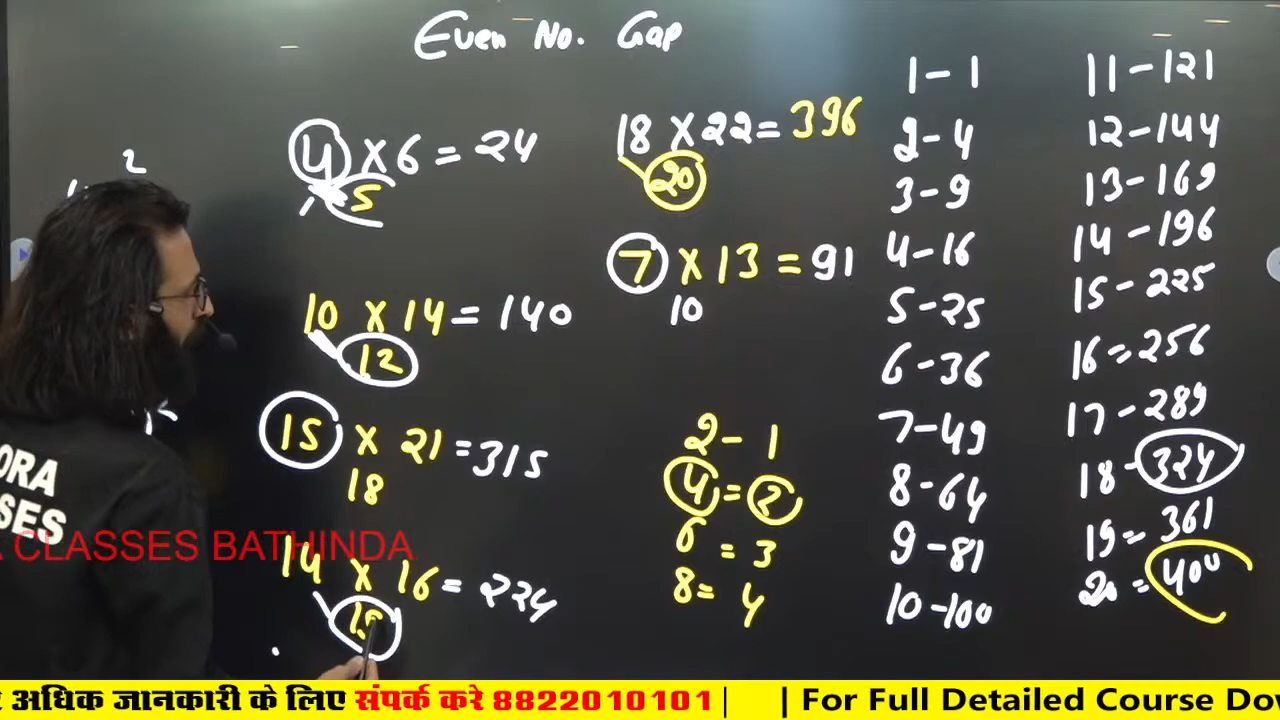 Even No. Gap
2
4 X 6 = 24
5
10 X 14 = 140
12
15 X 21 = 315
18
14 X 16 = 224
15
18 X 22 = 396
20
7 X 13 = 91
10
2 - 1
4 = 2
6 = 3
8 = 4
1 - 1
2 - 4
3 - 9
4 - 16
5 - 25
6 - 36
7 - 49
8 - 64
9 - 81
10 - 100
11 - 121
12 - 144
13 - 169
14 - 196
15 - 225
16 = 256
17 - 289
18 - 324
19 = 361
20 = 400
ORA
SSES
CLASSES BATHINDA
अधिक जानकारी के लिए संपर्क करे 8822010101 | | For Full Detailed Course Dow